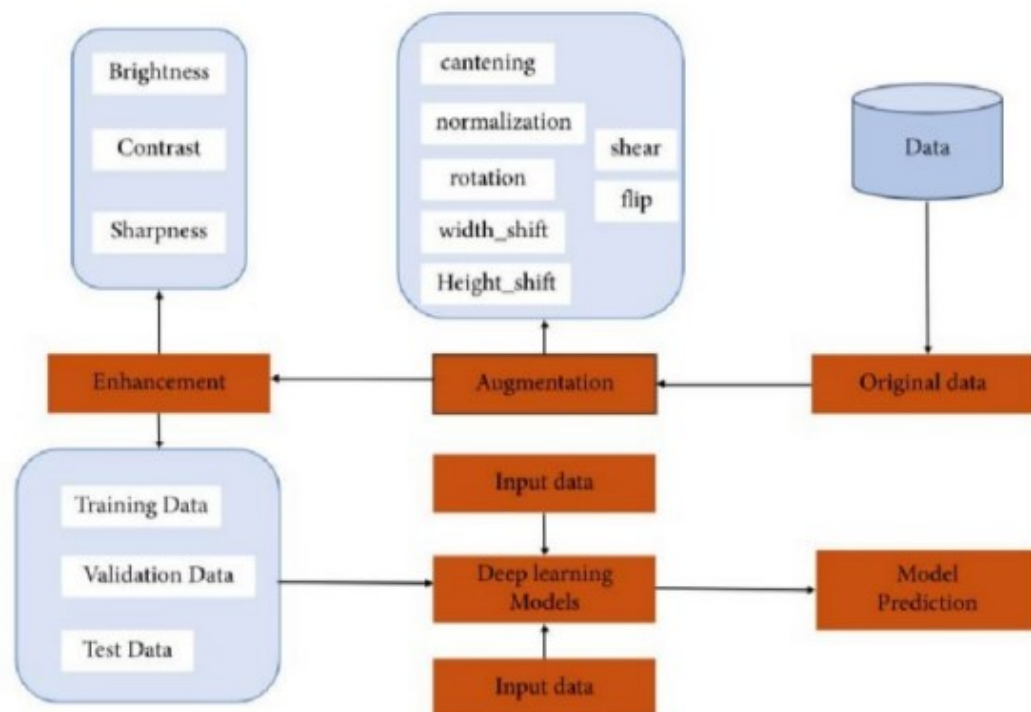 Brightness
Contrast
Sharpness
cantening
normalization
rotation
width_shift
Height_shift
shear
flip
Data
Enhancement
Augmentation
Original data
Training Data
Validation Data
Test Data
Input data
Deep learning
Models
Input data
Model
Prediction